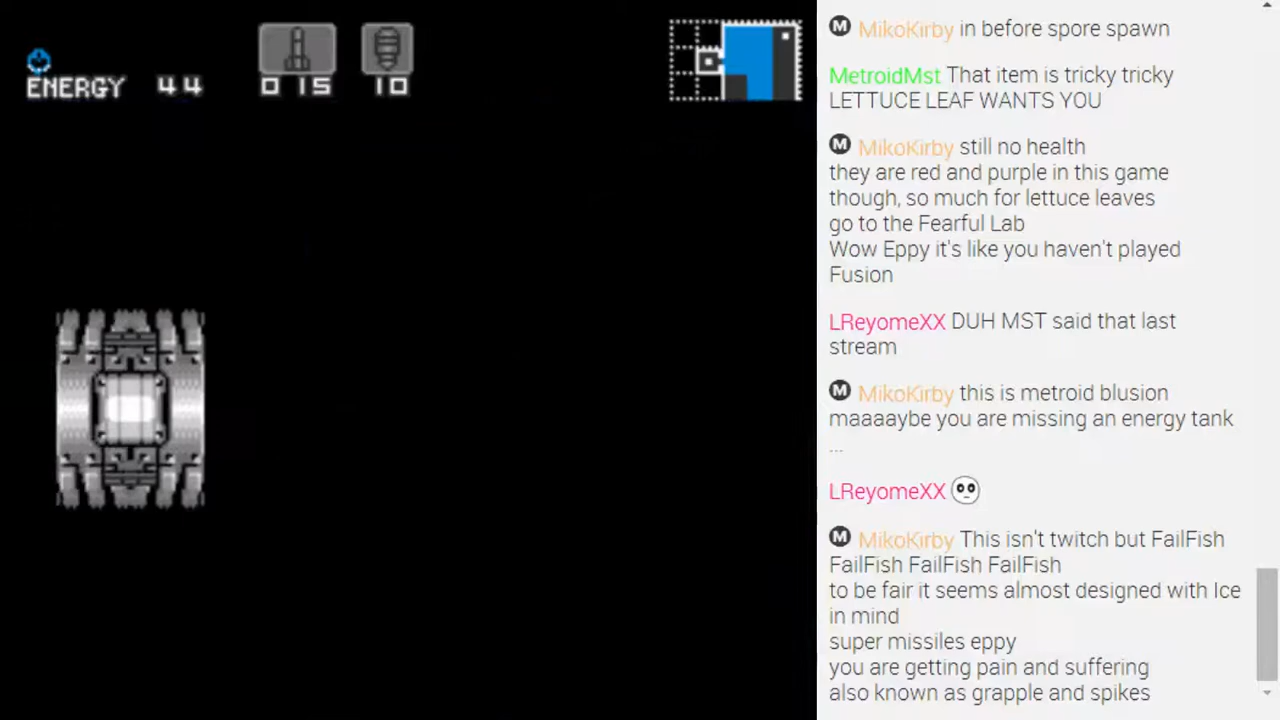 ENERGY 44
015
10
MikoKirby in before spore spawn
MetroidMst That item is tricky tricky
LETTUCE LEAF WANTS YOU
MikoKirby still no health
they are red and purple in this game
though, so much for lettuce leaves
go to the Fearful Lab
Wow Eppy it's like you haven't played
Fusion
LReyomeXX DUH MST said that last
stream
MikoKirby this is metroid blusion
maaaaybe you are missing an energy tank
...
LReyomeXX
MikoKirby This isn't twitch but FailFish
FailFish FailFish FailFish
to be fair it seems almost designed with Ice
in mind
super missiles eppy
you are getting pain and suffering
also known as grapple and spikes